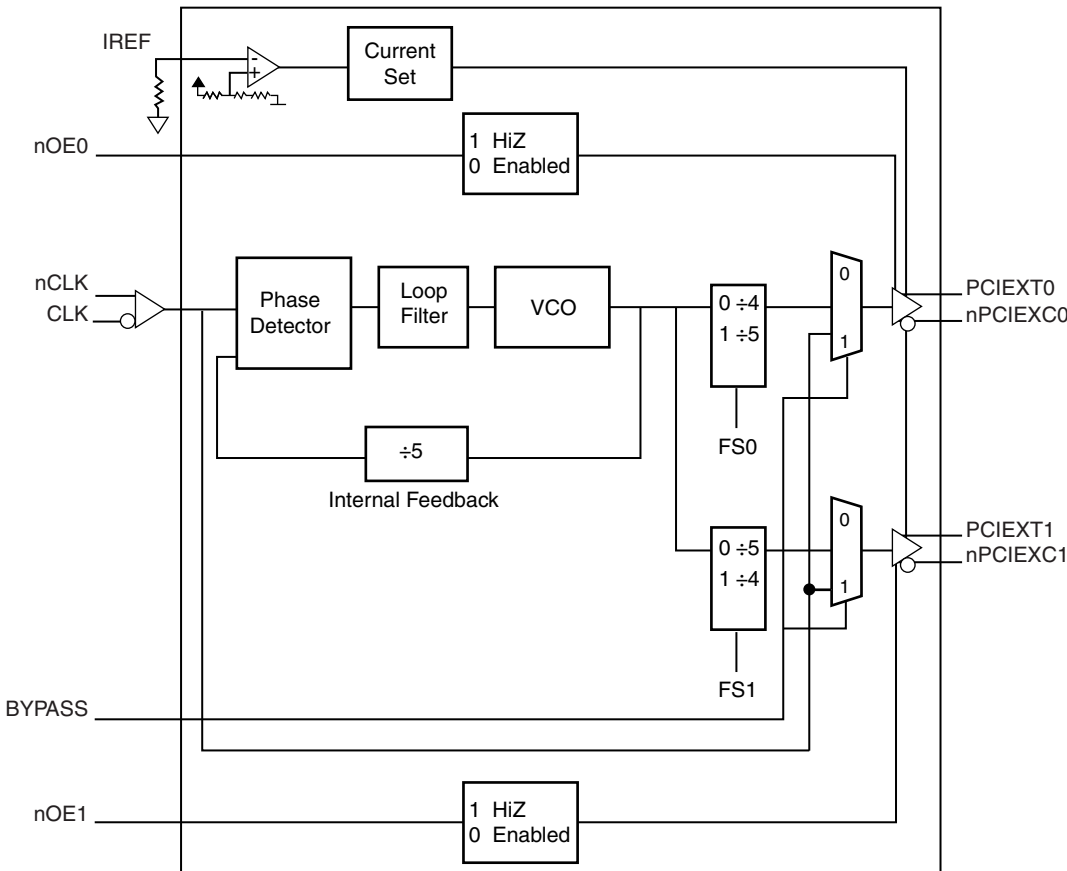 IREF
-
+
Current
Set
nOE0
1 HiZ
0 Enabled
nCLK
CLK
Phase
Detector
Loop
Filter
VCO
0 ÷4
1 ÷5
FS0
0
1
PCIEXT0
nPCIEXC0
÷5
Internal Feedback
0 ÷5
1 ÷4
FS1
0
1
PCIEXT1
nPCIEXC1
BYPASS
nOE1
1 HiZ
0 Enabled